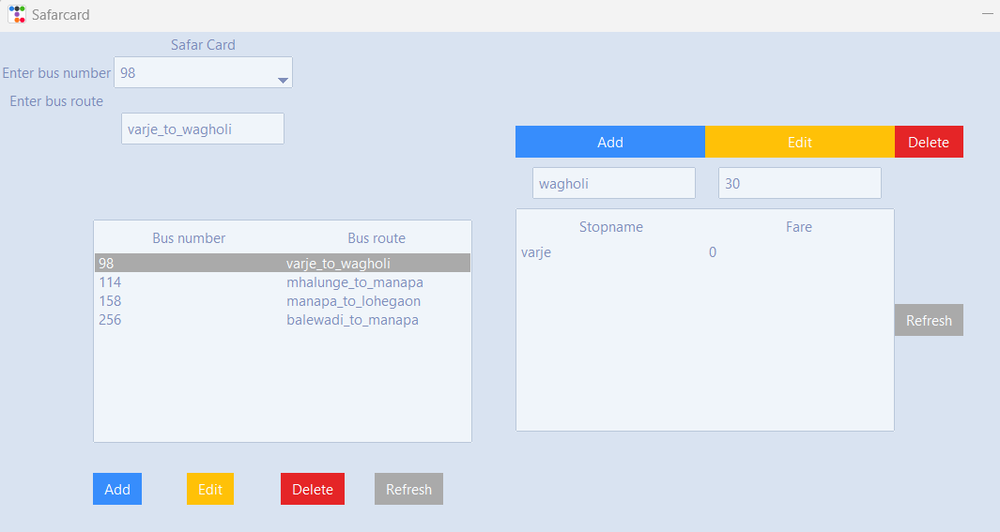 Safarcard
Safar Card
Enter bus number 98
Enter bus route
varje_to_wagholi
Add Edit Delete
wagholi 30
Stopname Fare
varje 0
Refresh
Bus number Bus route
98 varje_to_wagholi
114 mhalunge_to_manapa
158 manapa_to_lohegaon
256 balewadi_to_manapa
Add Edit Delete Refresh